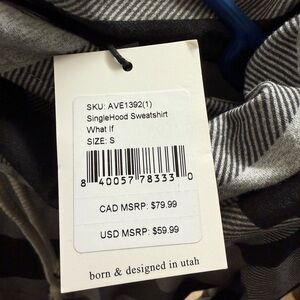 SKU: AVE1392(1)
SingleHood Sweatshirt
What If
SIZE: S
8 40057 78333 0
CAD MSRP: $79.99
USD MSRP: $59.99
born & designed in utah